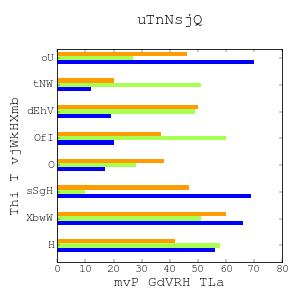 uTnNsjQ
oU
tNW
dEhV
OfI
O
sSgH
XbwW
H
Thi T vjWkHXmb
0 10 20 30 40 50 60 70 80
mvP GdVRH TLa